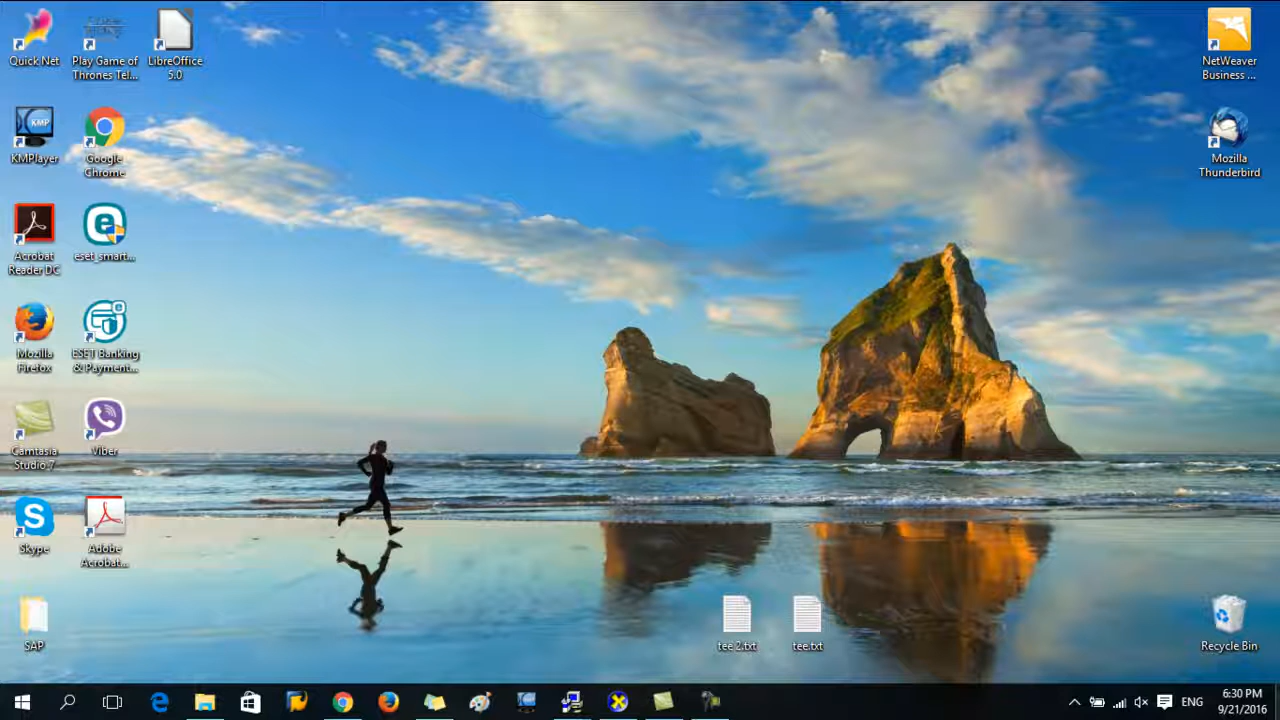 Quick Net
Play Game of
Thrones Tel...
LibreOffice
5.0
NetWeaver
Business ...
KMP
KMPlayer
Google
Chrome
Mozilla
Thunderbird
Acrobat
Reader DC
e
eset_smart...
Mozilla
Firefox
ESET Banking
& Payment...
Camtasia
Studio 7
Viber
S
Skype
Adobe
Acrobat...
SAP
tee 2.txt
tee.txt
Recycle Bin
ENG
6:30 PM
9/21/2016